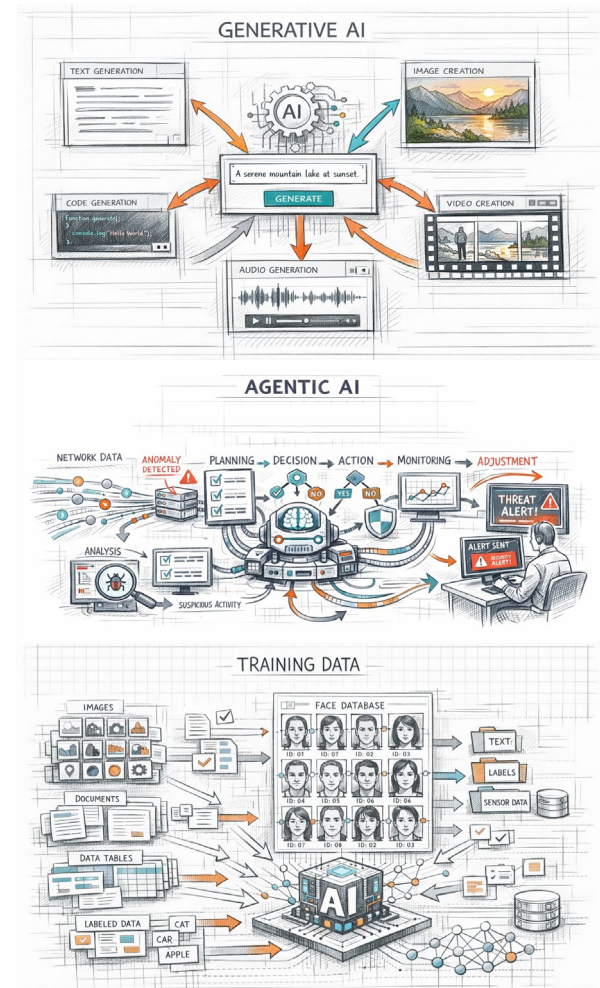 GENERATIVE AI
TEXT GENERATION
IMAGE CREATION
AI
A serene mountain lake at sunset.
GENERATE
CODE GENERATION
function.generate();
}
console.log("Hello World");
}.
VIDEO CREATION
AUDIO GENERATION
AGENTIC AI
NETWORK DATA
ANOMALY
DETECTED
PLANNING
DECISION
ACTION
MONITORING
ADJUSTMENT
NO
YES
NO
THREAT
ALERT!
ANALYSIS
SUSPICIOUS ACTIVITY
ALERT SENT
SECURITY
ALERT!
TRAINING DATA
IMAGES
FACE DATABASE
ID: 01
ID: 07
ID: 02
ID: 03
ID:04
ID: 05
ID: 06
ID: 06
ID: 07
ID: 08
ID: 02
ID: 03
TEXT:
LABELS
SENSOR DATA
DOCUMENTS
DATA TABLES
LABELED DATA
CAT
CAR
APPLE
AI